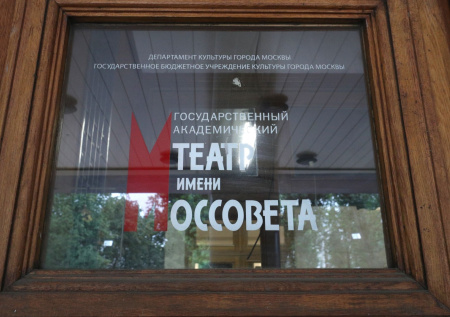 ДЕПАРТАМЕНТ КУЛЬТУРЫ ГОРОДА МОСКВЫ
ГОСУДАРСТВЕННОЕ БЮДЖЕТНОЕ УЧРЕЖДЕНИЕ КУЛЬТУРЫ ГОРОДА МОСКВЫ
ГОСУДАРСТВЕННЫЙ
АКАДЕМИЧЕСКИЙ
ТЕАТР
ИМЕНИ
МОССОВЕТА